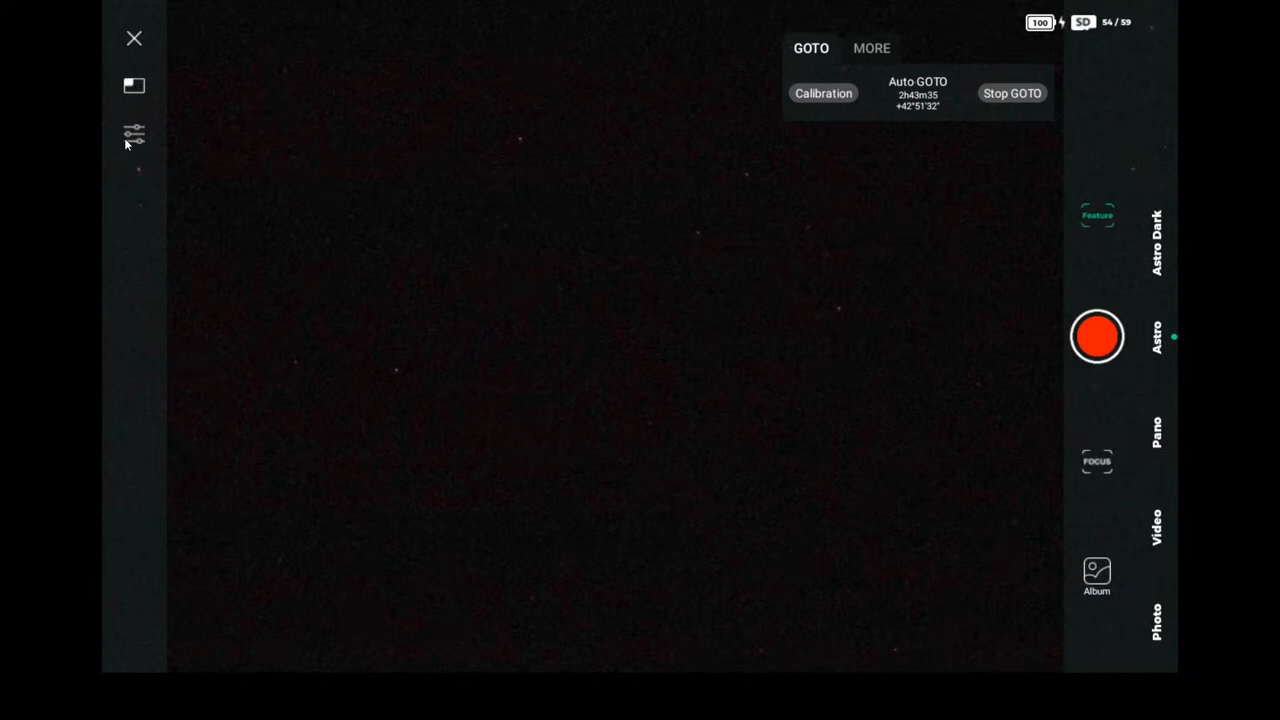 100
SD
54 / 59
GOTO
MORE
Calibration
Auto GOTO
2h43m35
+42°51'32"
Stop GOTO
Feature
Astro Dark
Astro
Pano
FOCUS
Video
Album
Photo